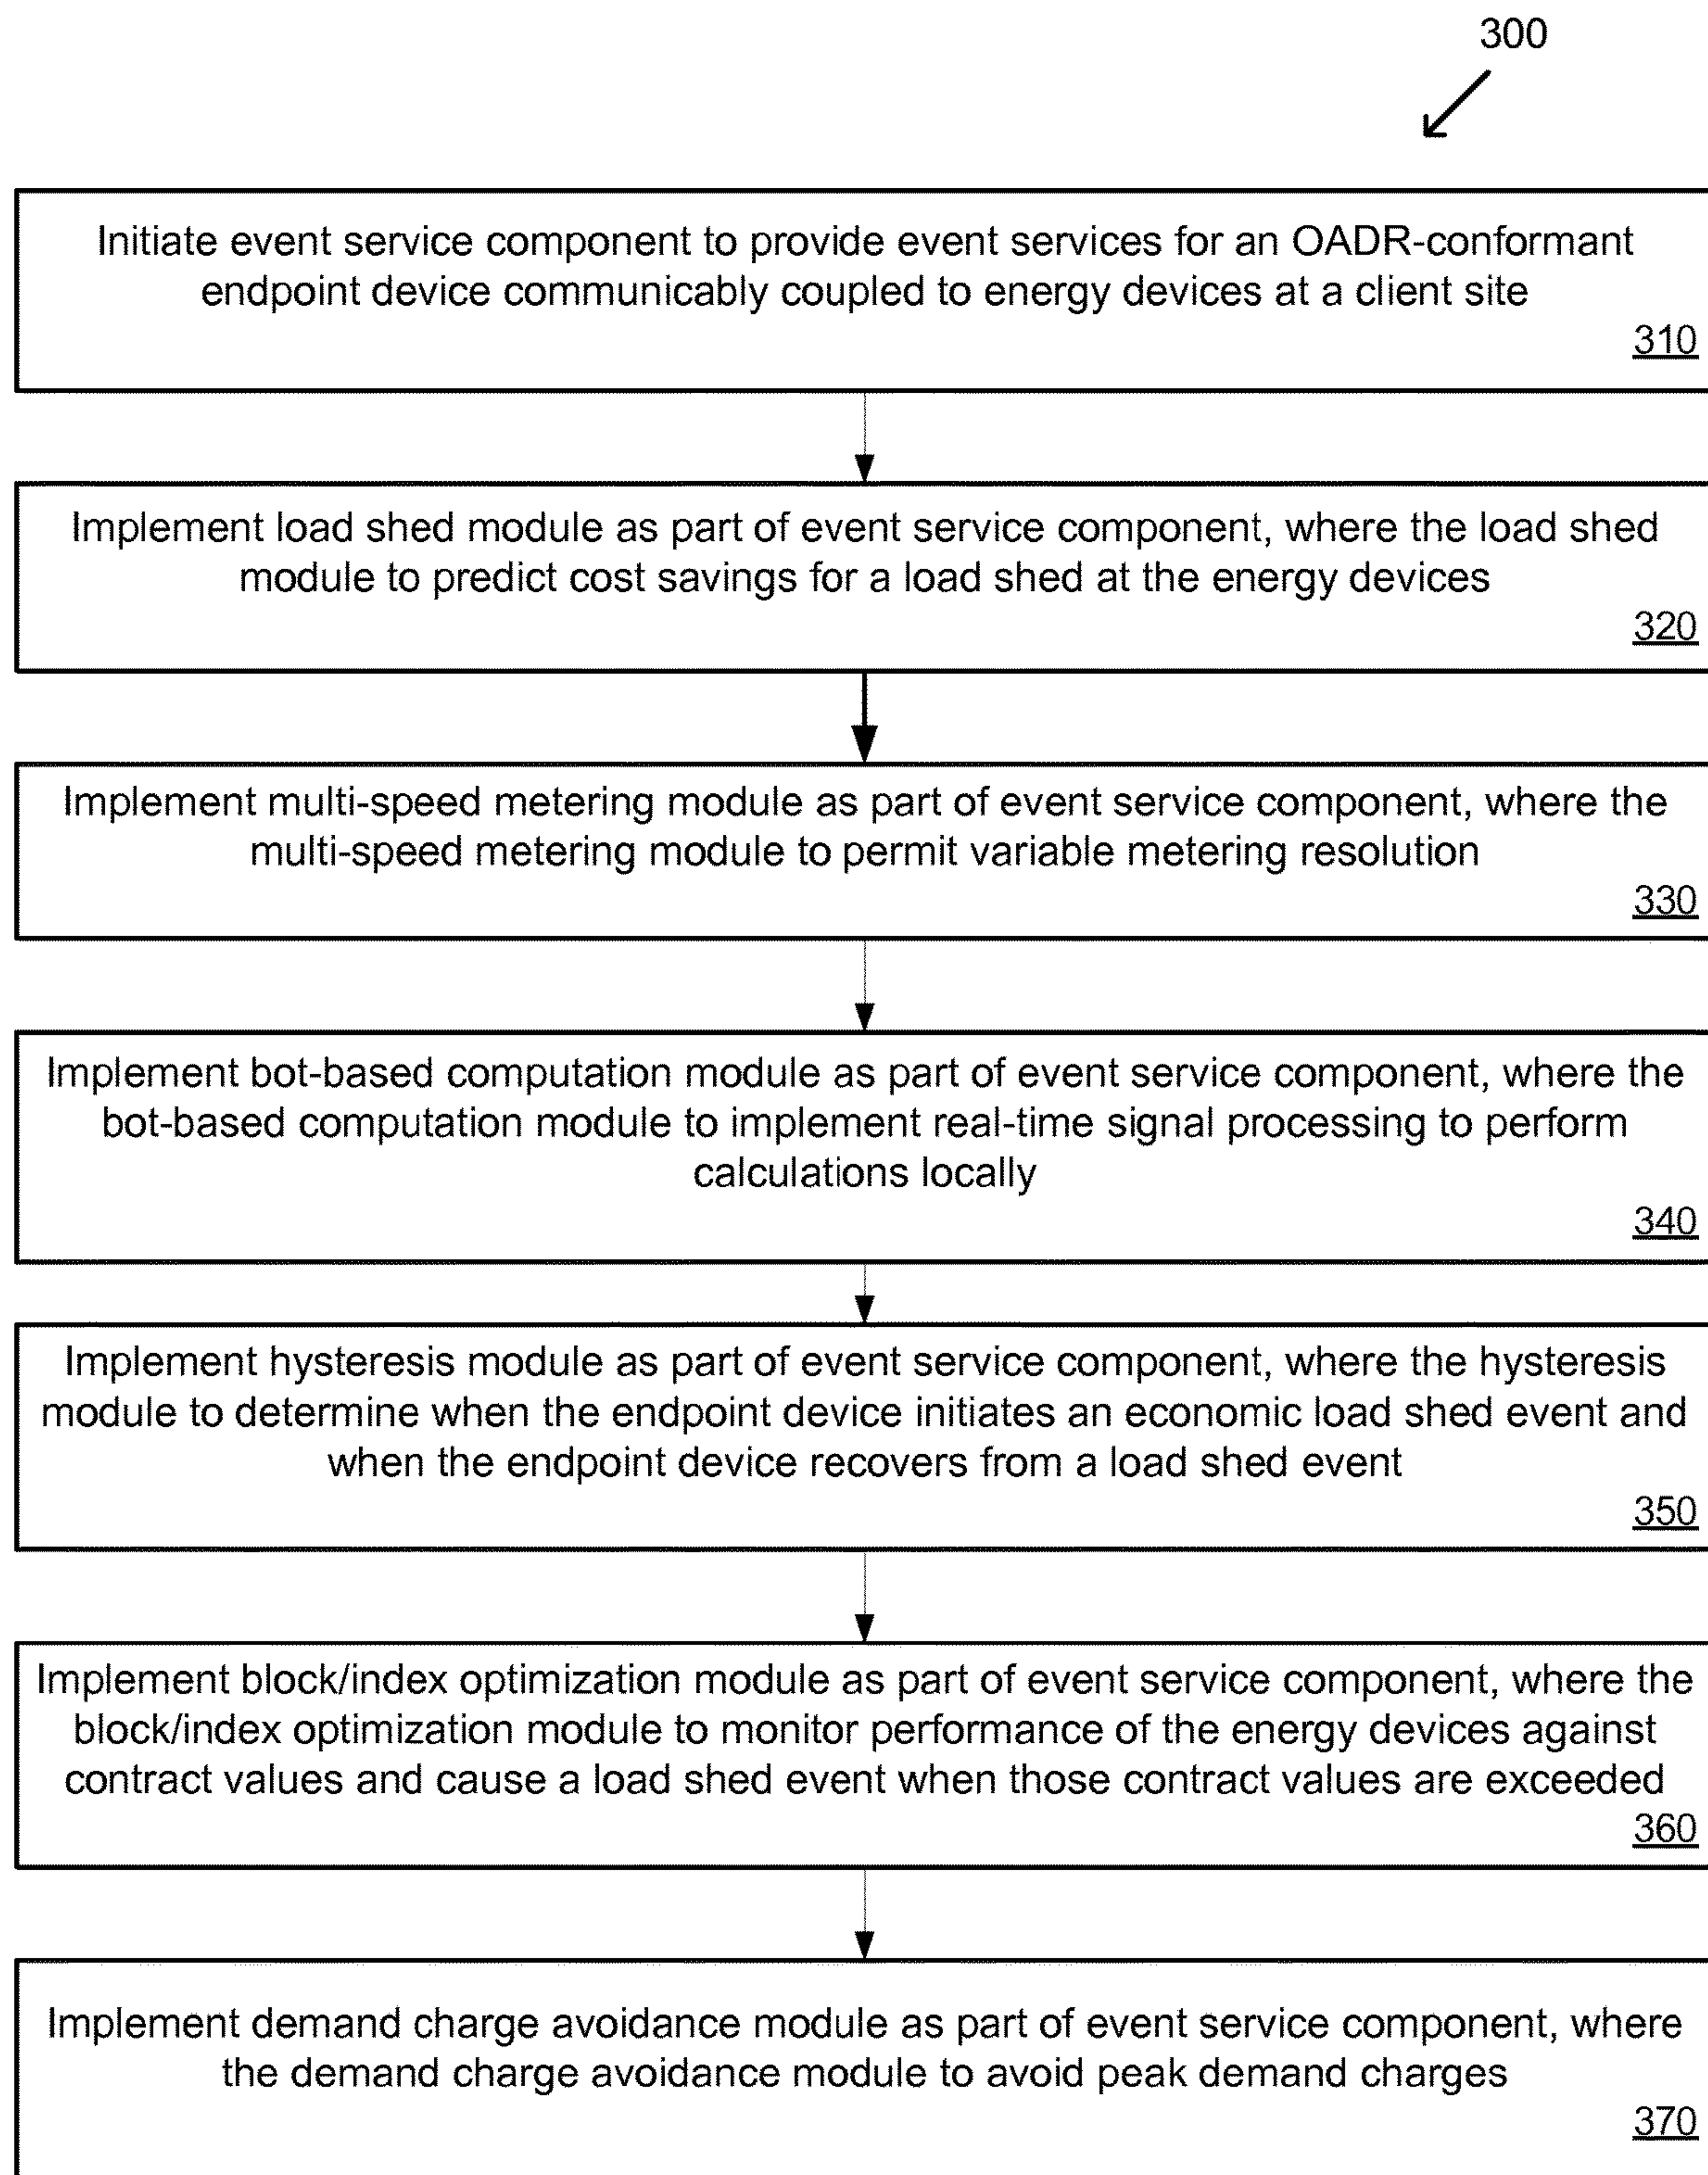 300
Initiate event service component to provide event services for an OADR-conformant
endpoint device communicably coupled to energy devices at a client site
310
Implement load shed module as part of event service component, where the load shed
module to predict cost savings for a load shed at the energy devices
320
Implement multi-speed metering module as part of event service component, where the
multi-speed metering module to permit variable metering resolution
330
Implement bot-based computation module as part of event service component, where the
bot-based computation module to implement real-time signal processing to perform
calculations locally
340
Implement hysteresis module as part of event service component, where the hysteresis
module to determine when the endpoint device initiates an economic load shed event and
when the endpoint device recovers from a load shed event
350
Implement block/index optimization module as part of event service component, where the
block/index optimization module to monitor performance of the energy devices against
contract values and cause a load shed event when those contract values are exceeded
360
Implement demand charge avoidance module as part of event service component, where
the demand charge avoidance module to avoid peak demand charges
370